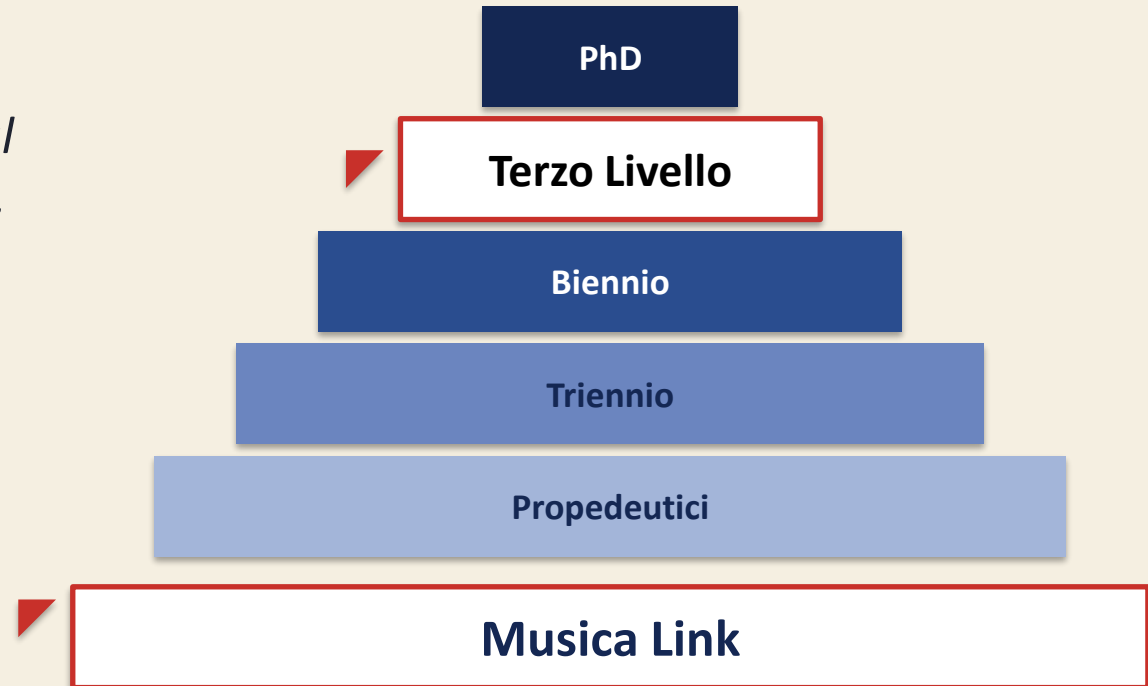 PhD
/
Terzo Livello
Biennio
Triennio
Propedeutici
Musica Link